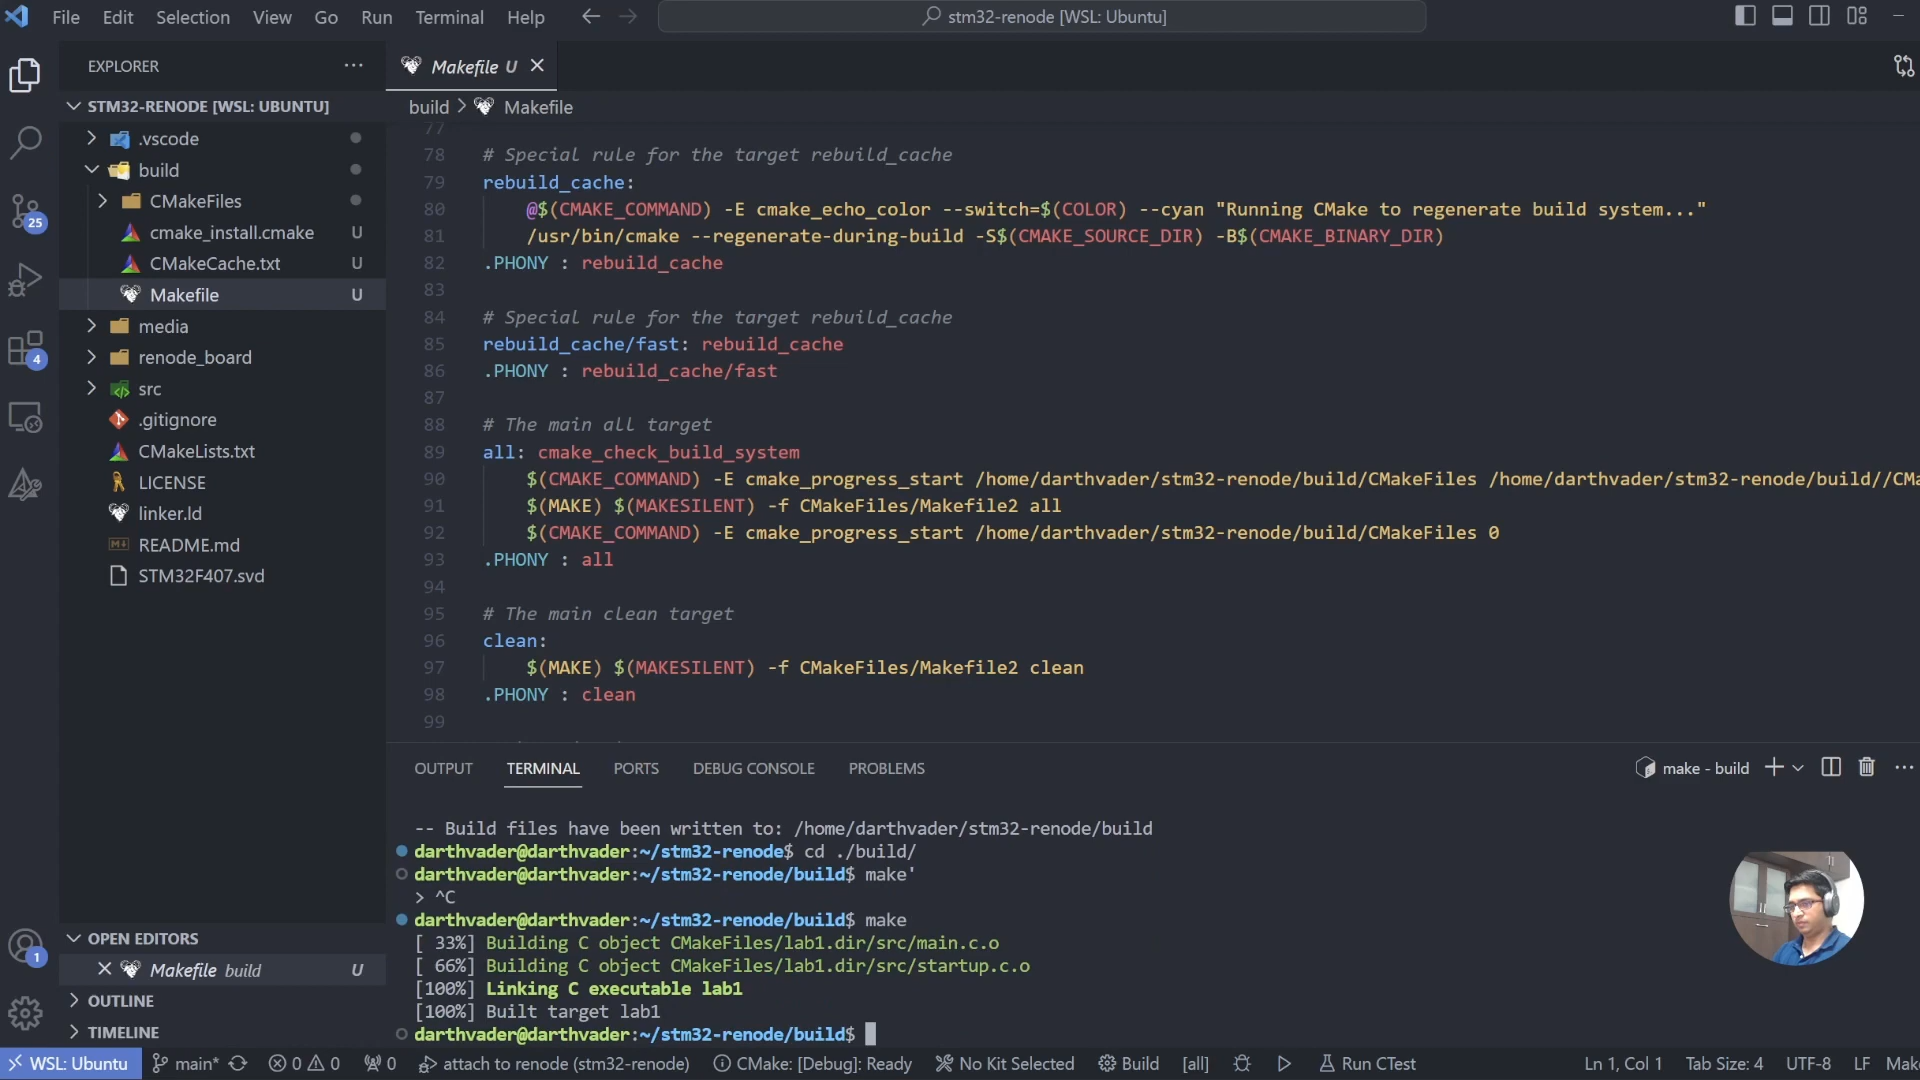 File Edit Selection View Go Run Terminal Help
stm32-renode [WSL: Ubuntu]
EXPLORER
STM32-RENODE [WSL: UBUNTU]
.vscode
build
CMakeFiles
cmake_install.cmake U
CMakeCache.txt U
Makefile U
media
renode_board
src
.gitignore
CMakeLists.txt
LICENSE
linker.ld
README.md
STM32F407.svd
25
4
1
OPEN EDITORS
Makefile build U
OUTLINE
TIMELINE
Makefile U
build > Makefile
77
78 # Special rule for the target rebuild_cache
79 rebuild_cache:
80 @$(CMAKE_COMMAND) -E cmake_echo_color --switch=$(COLOR) --cyan "Running CMake to regenerate build system..."
81 /usr/bin/cmake --regenerate-during-build -S$(CMAKE_SOURCE_DIR) -B$(CMAKE_BINARY_DIR)
82 .PHONY : rebuild_cache
83
84 # Special rule for the target rebuild_cache
85 rebuild_cache/fast: rebuild_cache
86 .PHONY : rebuild_cache/fast
87
88 # The main all target
89 all: cmake_check_build_system
90 $(CMAKE_COMMAND) -E cmake_progress_start /home/darthvader/stm32-renode/build/CMakeFiles /home/darthvader/stm32-renode/build//CMa
91 $(MAKE) $(MAKESILENT) -f CMakeFiles/Makefile2 all
92 $(CMAKE_COMMAND) -E cmake_progress_start /home/darthvader/stm32-renode/build/CMakeFiles 0
93 .PHONY : all
94
95 # The main clean target
96 clean:
97 $(MAKE) $(MAKESILENT) -f CMakeFiles/Makefile2 clean
98 .PHONY : clean
99
OUTPUT TERMINAL PORTS DEBUG CONSOLE PROBLEMS
make - build
-- Build files have been written to: /home/darthvader/stm32-renode/build
darthvader@darthvader:~/stm32-renode$ cd ./build/
darthvader@darthvader:~/stm32-renode/build$ make'
> ^C
darthvader@darthvader:~/stm32-renode/build$ make
[ 33%] Building C object CMakeFiles/lab1.dir/src/main.c.o
[ 66%] Building C object CMakeFiles/lab1.dir/src/startup.c.o
[100%] Linking C executable lab1
[100%] Built target lab1
darthvader@darthvader:~/stm32-renode/build$
WSL: Ubuntu main* 0 0 0 attach to renode (stm32-renode) CMake: [Debug]: Ready No Kit Selected Build [all] Run CTest Ln 1, Col 1 Tab Size: 4 UTF-8 LF Mak